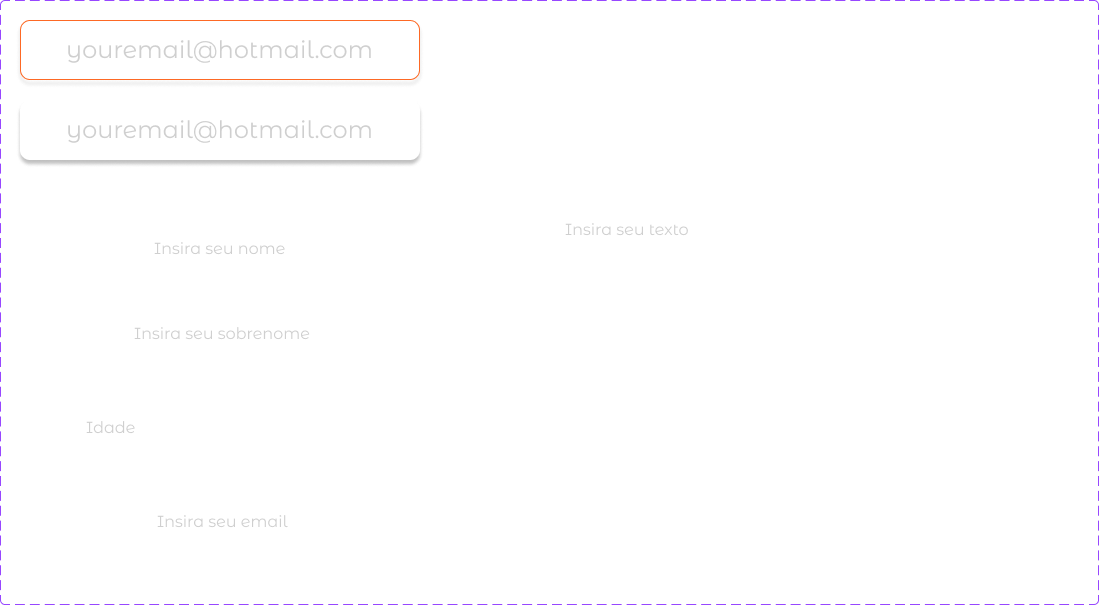 youremail@hotmail.com
youremail@hotmail.com
Insira seu nome
Insira seu texto
Insira seu sobrenome
Idade
Insira seu email